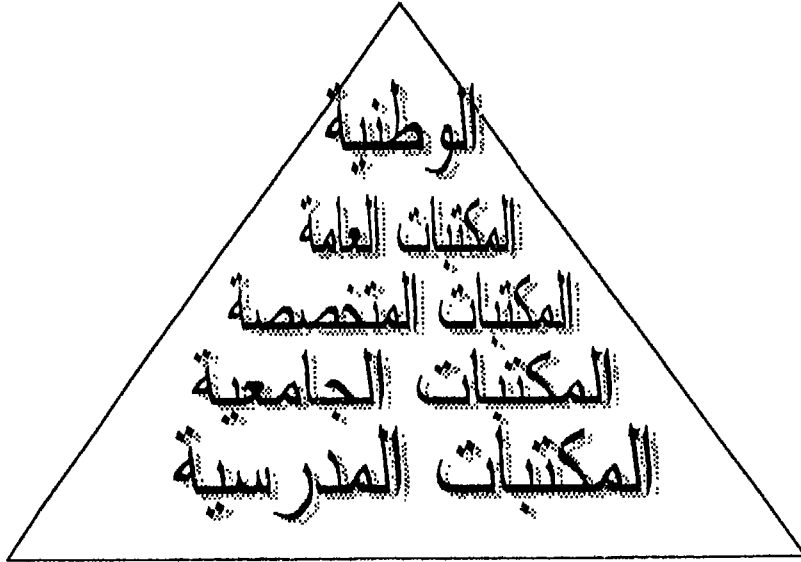 الوطنية
المكتبات العامة
المكتبات المتخصصة
المكتبات الجامعية
المكتبات المدرسية